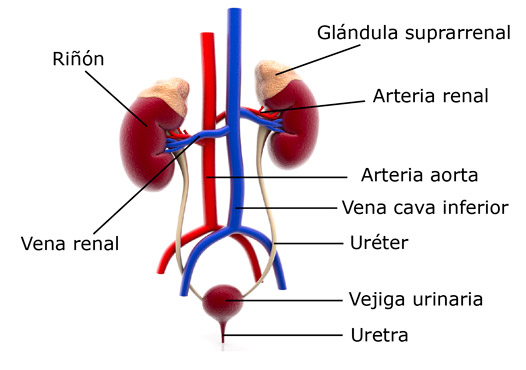 Glándula suprarrenal
Riñón
Arteria renal
Arteria aorta
Vena cava inferior
Vena renal
Uréter
Vejiga urinaria
Uretra